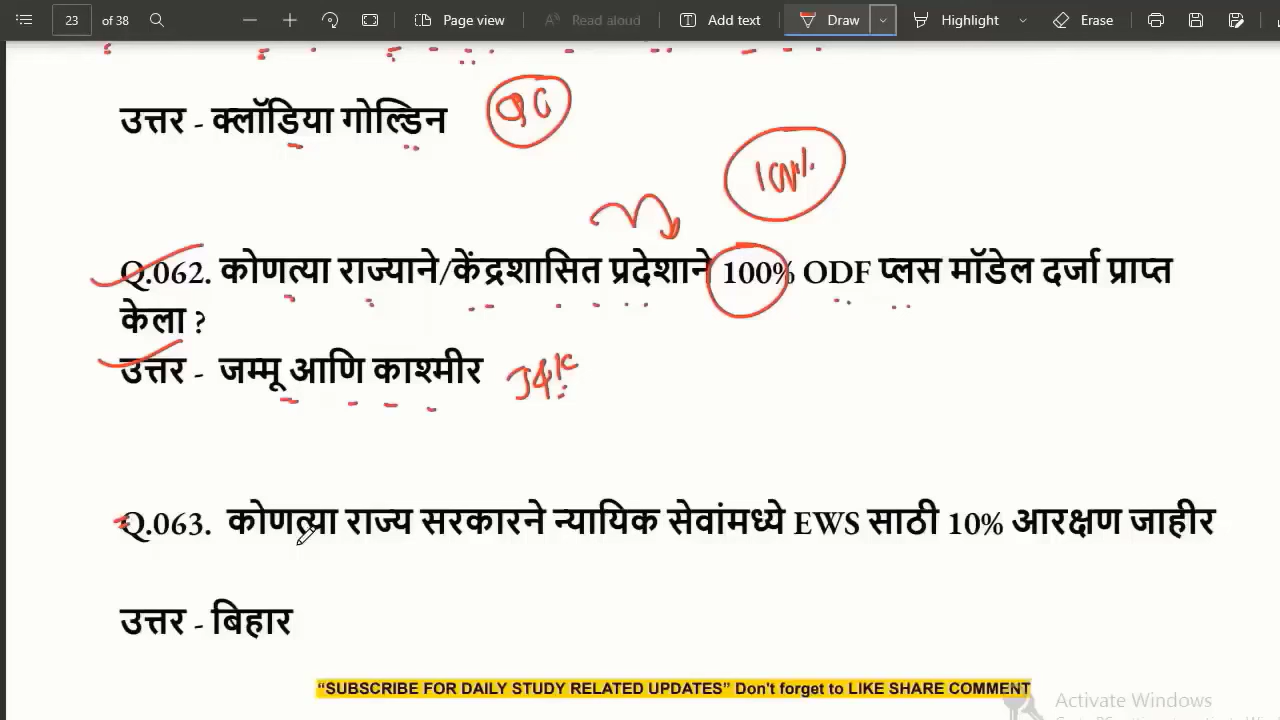 23 of 38 Page view Read aloud Add text Draw Highlight Erase
उत्तर - क्लॉडिया गोल्डिन
100%
Q.062. कोणत्या राज्याने/केंद्रशासित प्रदेशाने 100% ODF प्लस मॉडेल दर्जा प्राप्त
केला ?
उत्तर - जम्मू आणि काश्मीर J&K
Q.063. कोणत्या राज्य सरकारने न्यायिक सेवांमध्ये EWS साठी 10% आरक्षण जाहीर
उत्तर - बिहार
“SUBSCRIBE FOR DAILY STUDY RELATED UPDATES” Don't forget to LIKE SHARE COMMENT
Activate Windows